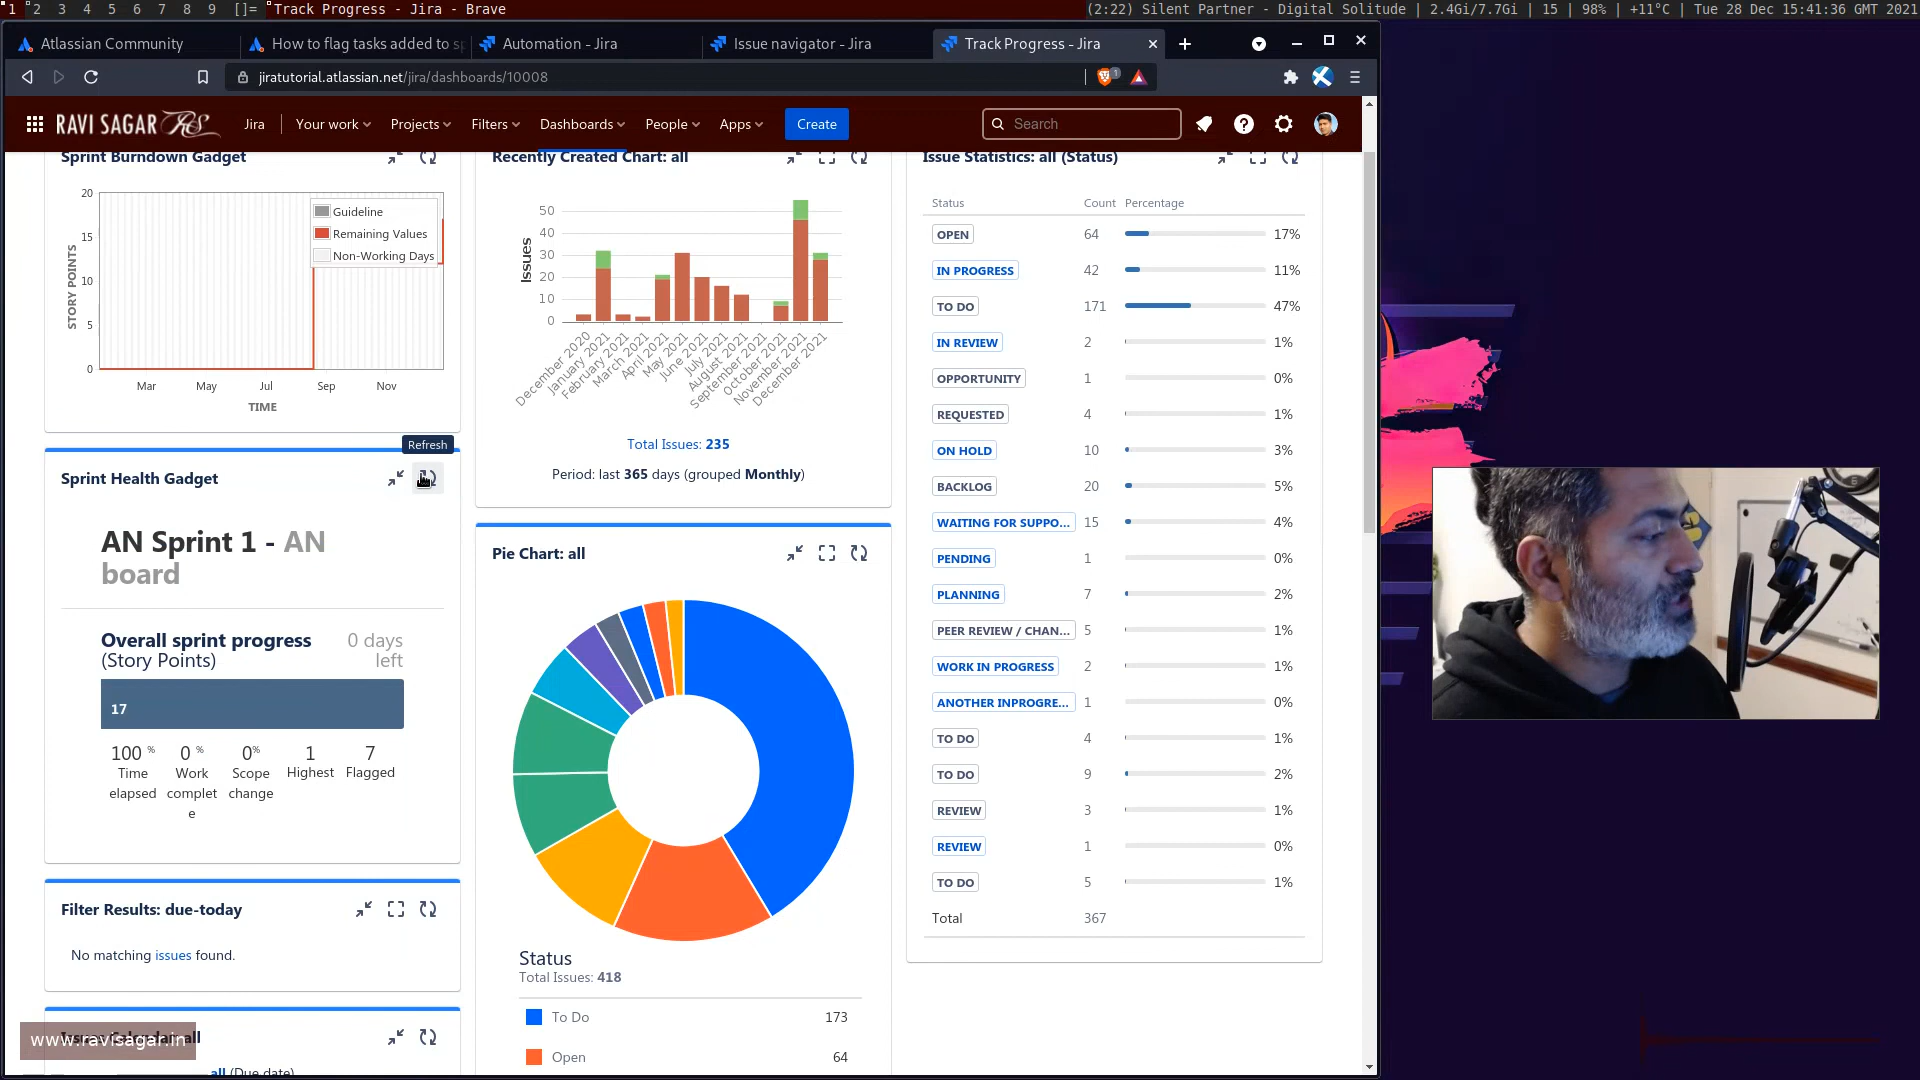 1 2 3 4 5 6 7 8 9 []= Track Progress - Jira - Brave
(2:22) Silent Partner - Digital Solitude | 2.4Gi/7.7Gi | 15 | 98% | +11°C | Tue 28 Dec 15:41:36 GMT 2021
Atlassian Community
How to flag tasks added to sp
Automation - Jira
Issue navigator - Jira
Track Progress - Jira
jiratutorial.atlassian.net/jira/dashboards/10008
1
RAVI SAGAR RS
Jira
Your work
Projects
Filters
Dashboards
People
Apps
Create
Search
Sprint Burndown Gadget
20
15
10
5
0
STORY POINTS
Guideline
Remaining Values
Non-Working Days
Mar May Jul Sep Nov
TIME
Refresh
Sprint Health Gadget
AN Sprint 1 - AN
board
Overall sprint progress
(Story Points)
0 days
left
17
100 % 0 % 0% 1 7
Time Work Scope Highest Flagged
elapsed complet change
e
Filter Results: due-today
No matching issues found.
www.ravisagar.in
all (Due date)
Recently Created Chart: all
50
40
30
20
10
0
Issues
December 2020
January 2021
February 2021
March 2021
April 2021
May 2021
June 2021
July 2021
August 2021
September 2021
October 2021
November 2021
December 2021
Total Issues: 235
Period: last 365 days (grouped Monthly)
Pie Chart: all
Status
Total Issues: 418
To Do 173
Open 64
Issue Statistics: all (Status)
Status Count Percentage
OPEN 64 17%
IN PROGRESS 42 11%
TO DO 171 47%
IN REVIEW 2 1%
OPPORTUNITY 1 0%
REQUESTED 4 1%
ON HOLD 10 3%
BACKLOG 20 5%
WAITING FOR SUPPO... 15 4%
PENDING 1 0%
PLANNING 7 2%
PEER REVIEW / CHAN... 5 1%
WORK IN PROGRESS 2 1%
ANOTHER INPROGRE... 1 0%
TO DO 4 1%
TO DO 9 2%
REVIEW 3 1%
REVIEW 1 0%
TO DO 5 1%
Total 367